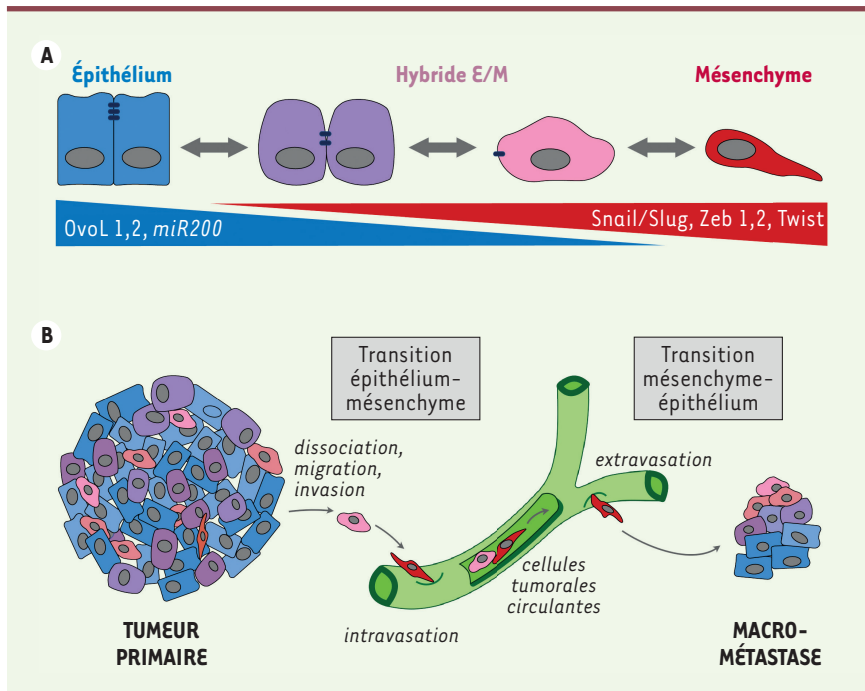 A
Épithélium
Hybride E/M
Mésenchyme
OvoL 1,2, miR200
Snail/Slug, Zeb 1,2, Twist
B
Transition
épithélium–
mésenchyme
Transition
mésenchyme–
épithélium
dissociation,
migration,
invasion
extravasation
cellules
tumorales
circulantes
intravasation
TUMEUR
PRIMAIRE
MACRO-
MÉTASTASE